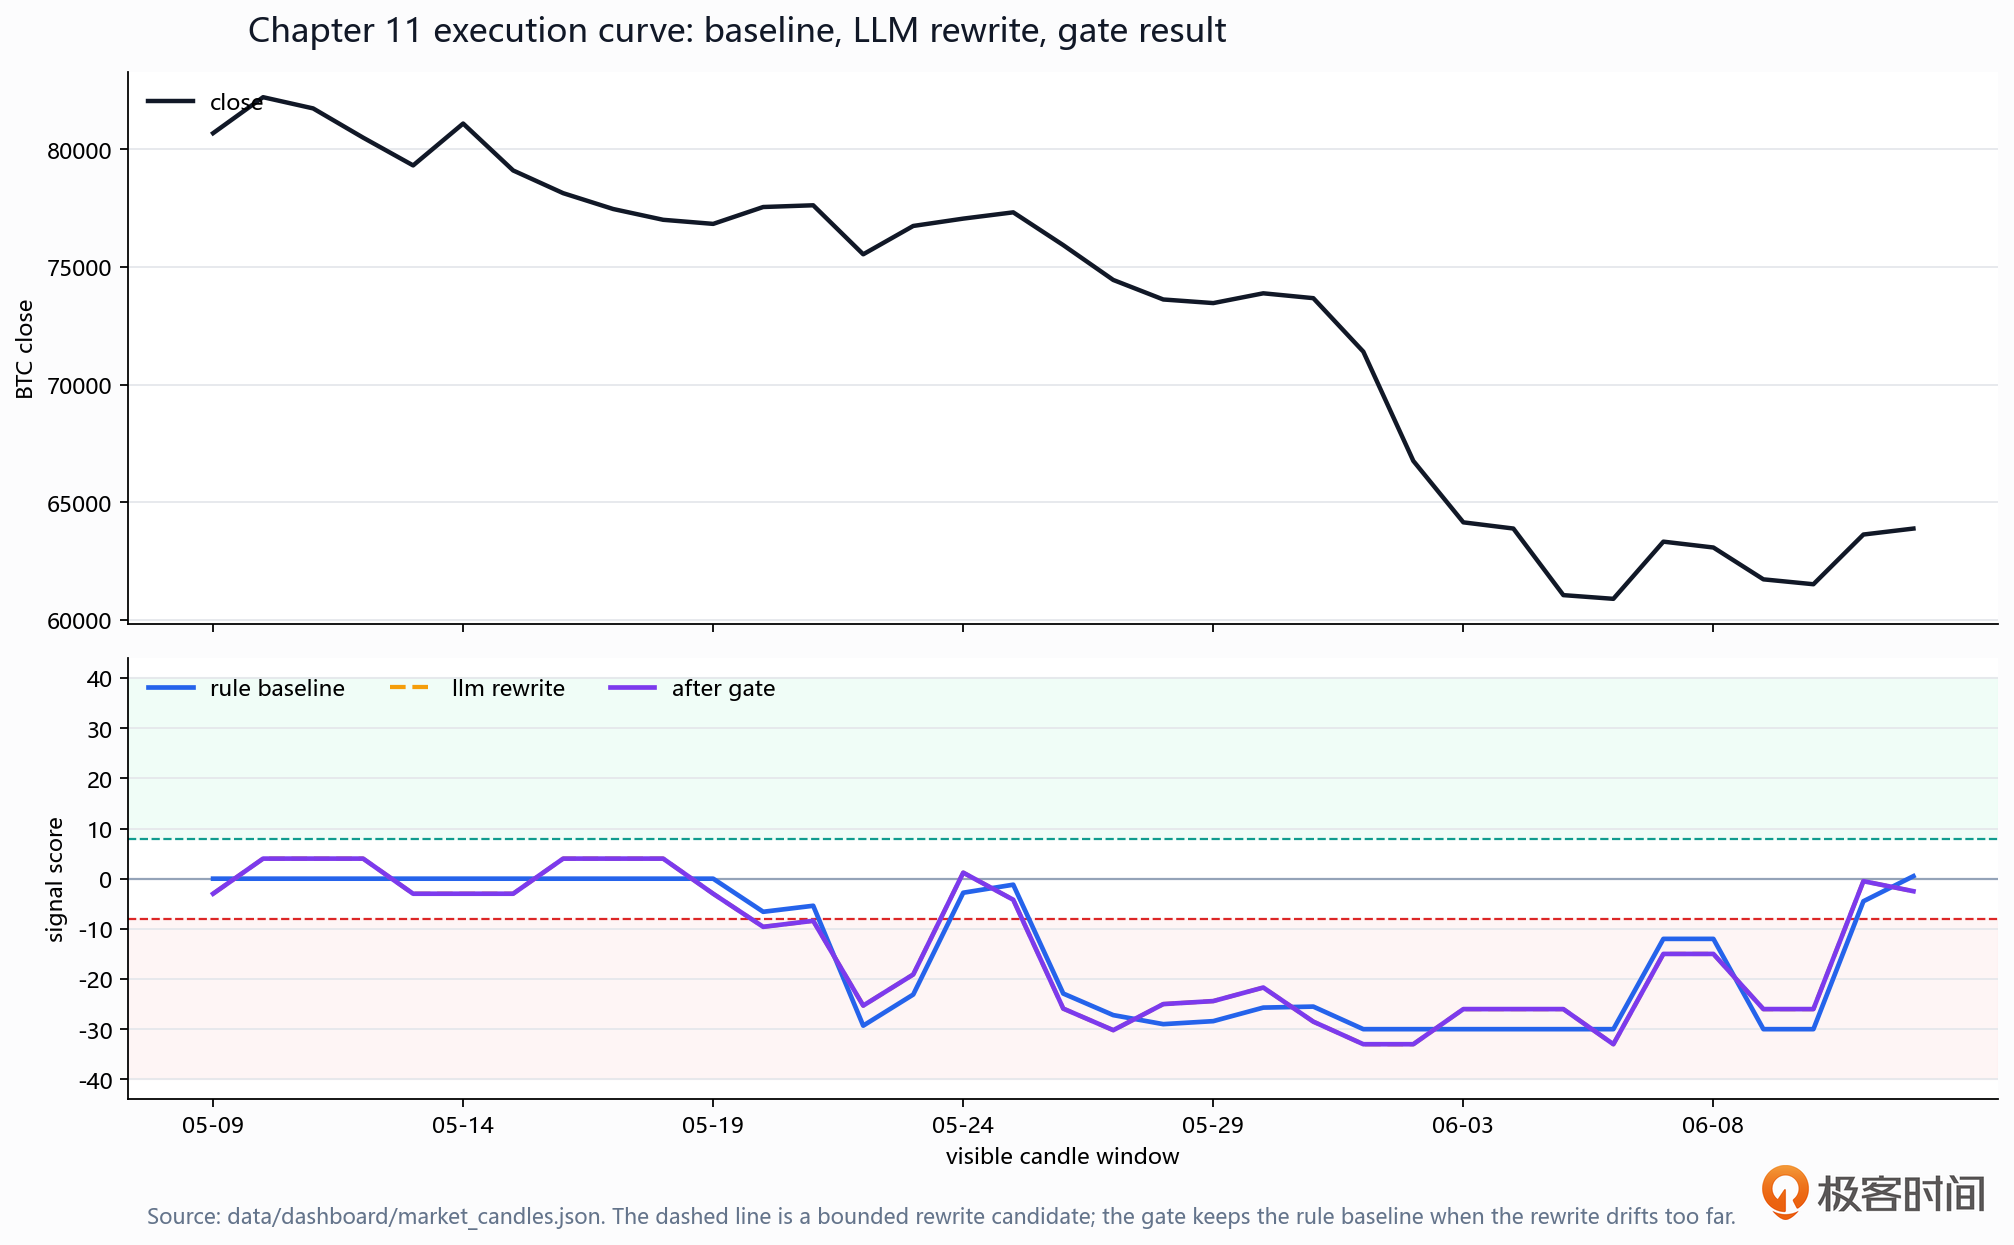 Chapter 11 execution curve: baseline, LLM rewrite, gate result
close
80000
75000
70000
65000
60000
BTC close
rule baseline
llm rewrite
after gate
40
30
20
10
0
-10
-20
-30
-40
signal score
05-09
05-14
05-19
05-24
05-29
06-03
06-08
visible candle window
Source: data/dashboard/market_candles.json. The dashed line is a bounded rewrite candidate; the gate keeps the rule baseline when the rewrite drifts too far.
极客时间